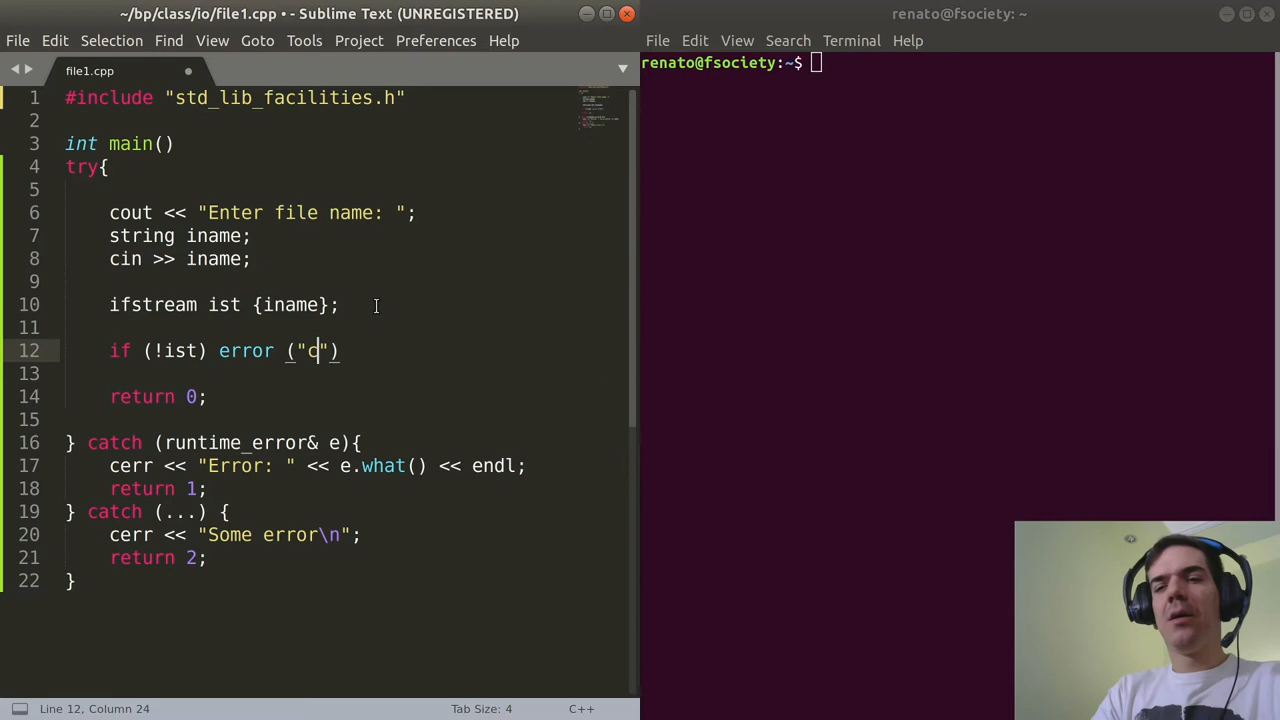 ~/bp/class/io/file1.cpp • - Sublime Text (UNREGISTERED)
File Edit Selection Find View Goto Tools Project Preferences Help
file1.cpp
1 #include "std_lib_facilities.h"
2
3 int main()
4 try{
5
6 cout << "Enter file name: ";
7 string iname;
8 cin >> iname;
9
10 ifstream ist {iname};
11
12 if (!ist) error ("c")
13
14 return 0;
15
16 } catch (runtime_error& e){
17 cerr << "Error: " << e.what() << endl;
18 return 1;
19 } catch (...) {
20 cerr << "Some error\n";
21 return 2;
22 }
Line 12, Column 24 Tab Size: 4 C++
renato@fsociety: ~
File Edit View Search Terminal Help
renato@fsociety:~$